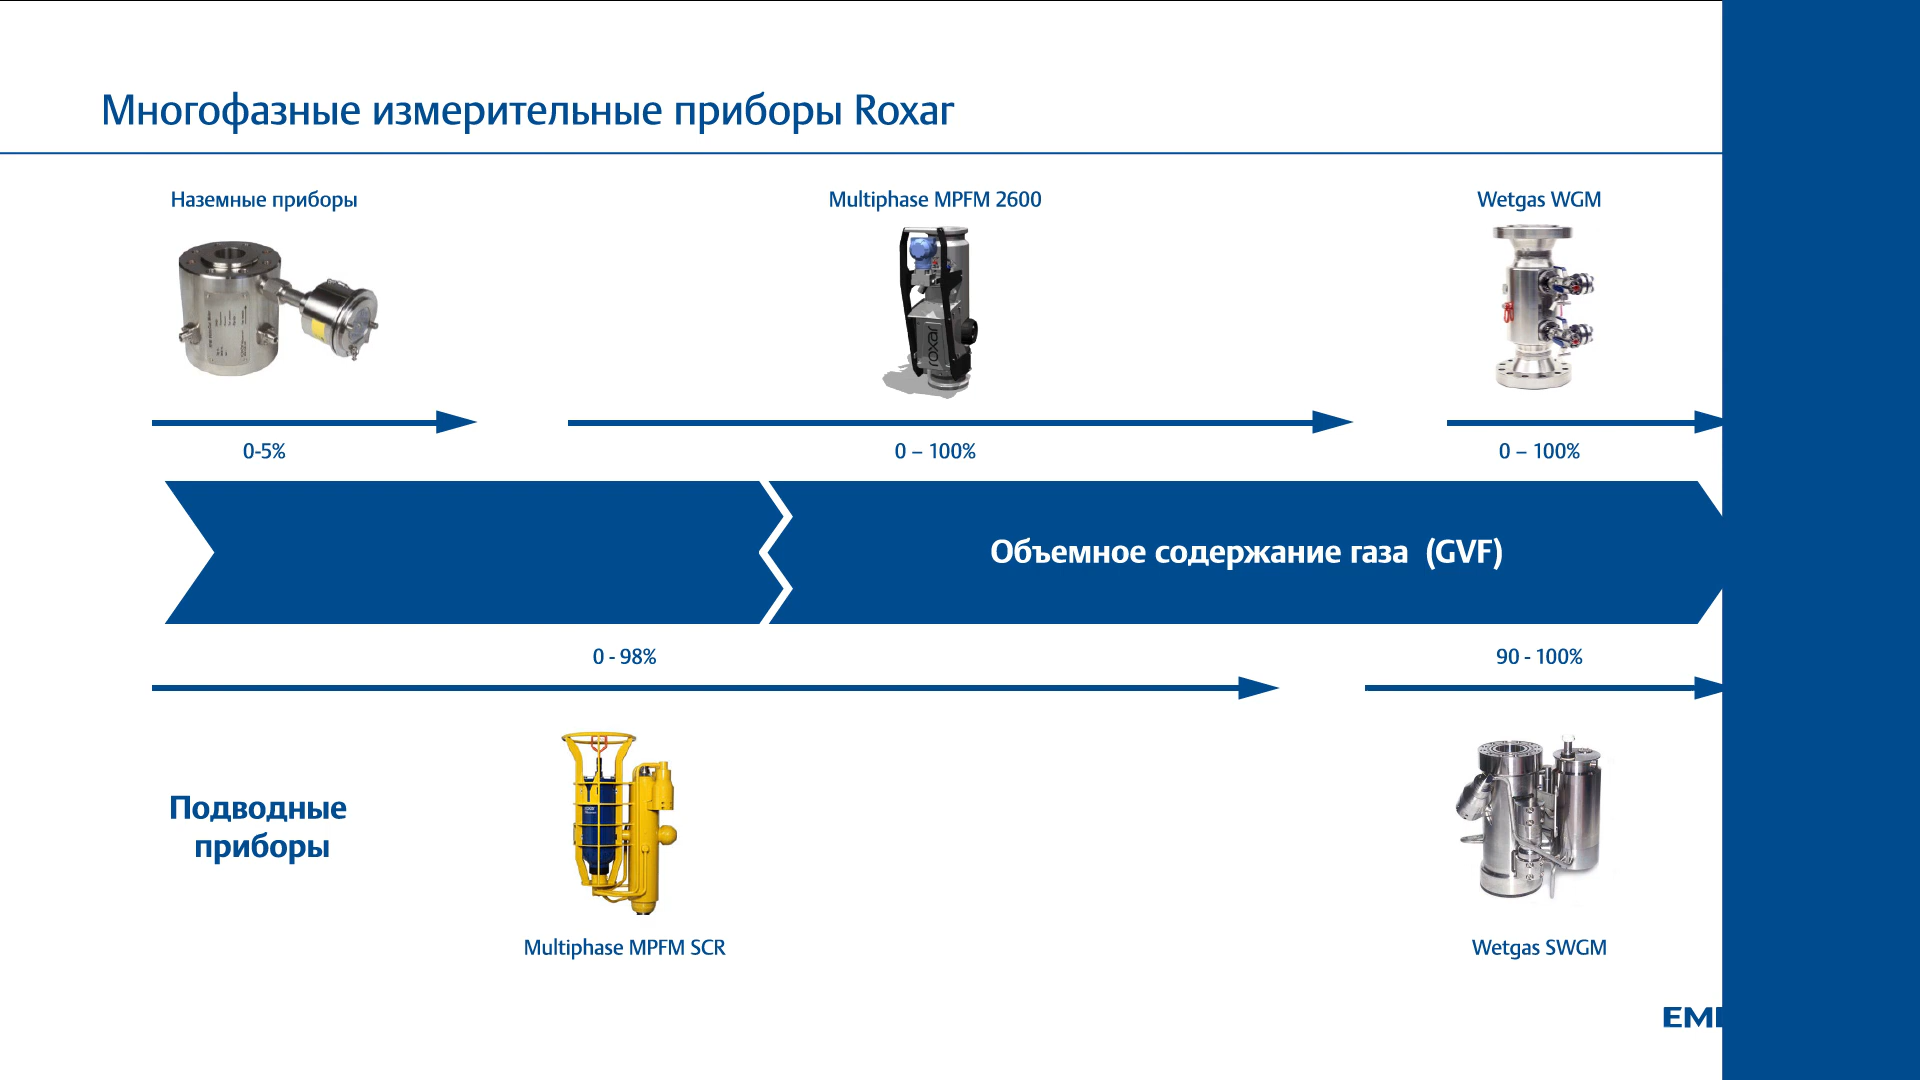 Многофазные измерительные приборы Roxar
Наземные приборы
Multiphase MPFM 2600
Wetgas WGM
roxar
0-5%
0 – 100%
0 – 100%
Объемное содержание газа (GVF)
0 - 98%
90 - 100%
Подводные
приборы
Multiphase MPFM SCR
Wetgas SWGM